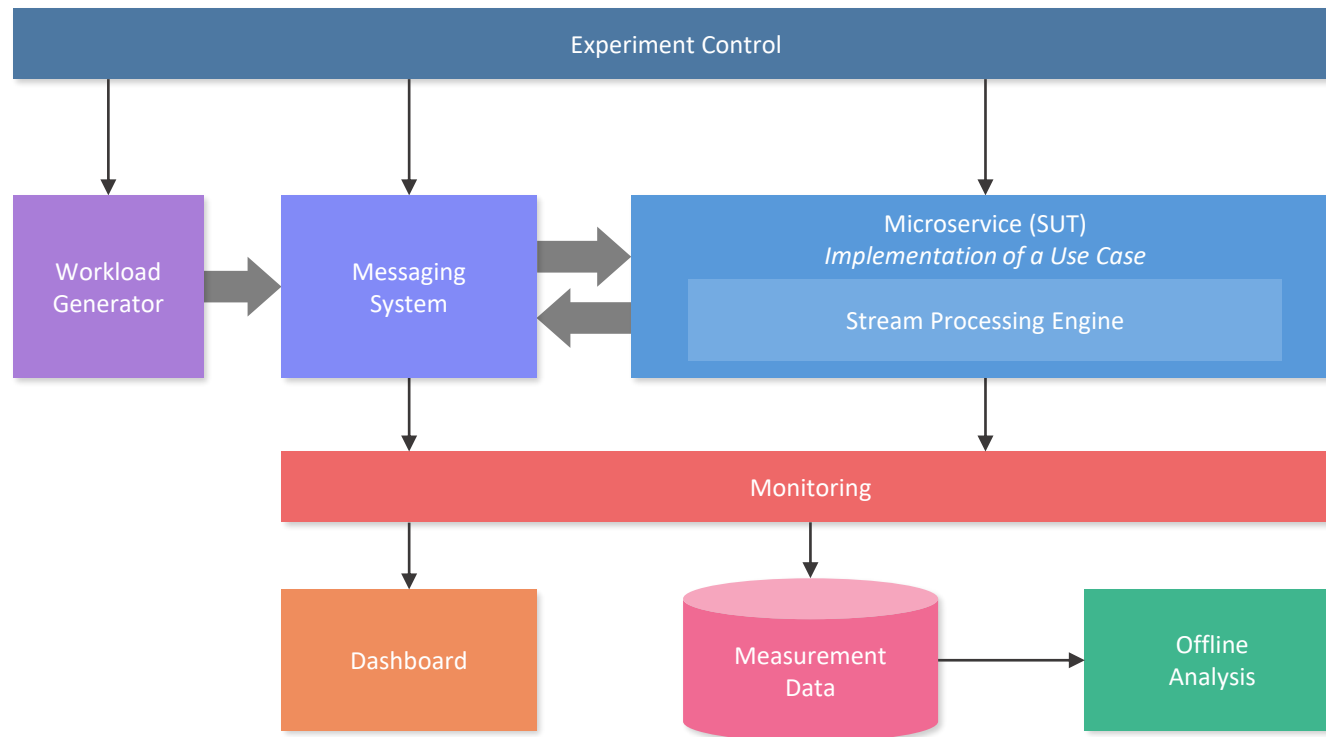 Experiment Control
Workload
Generator
Messaging
System
Microservice (SUT)
Implementation of a Use Case
Stream Processing Engine
Monitoring
Dashboard
Measurement
Data
Offline
Analysis